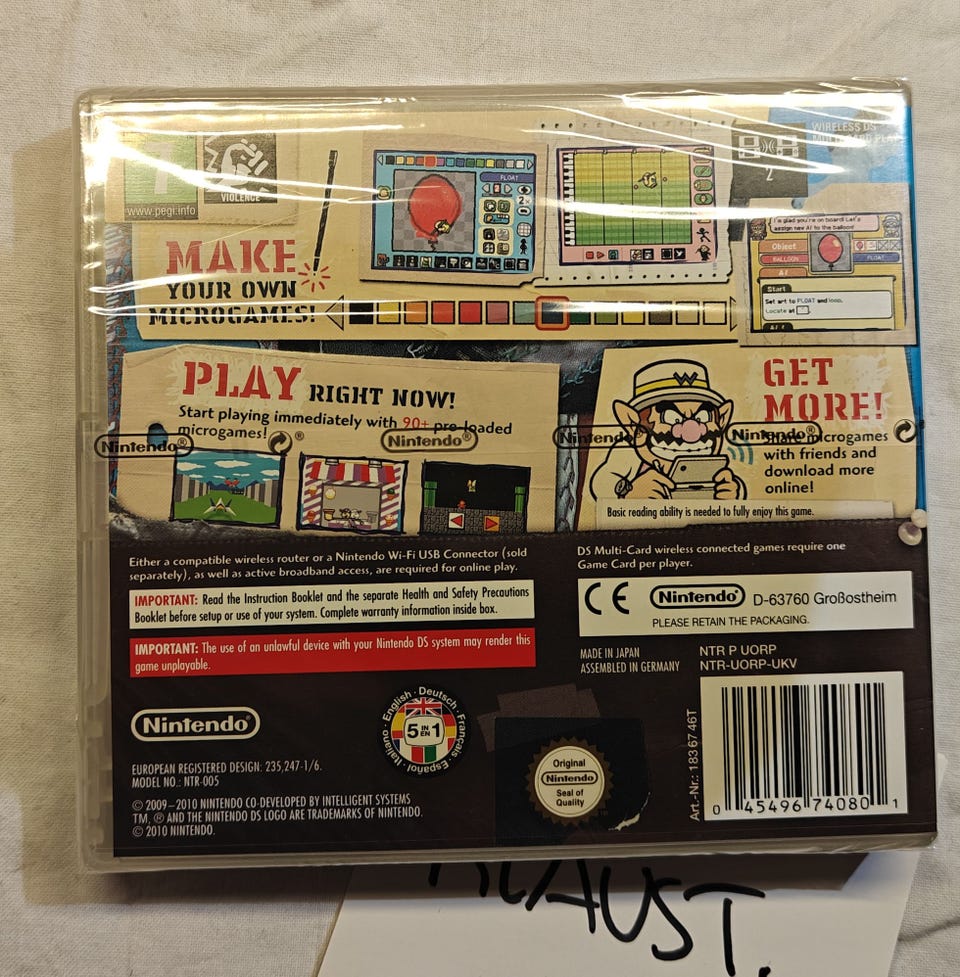 WIRELESS DS
2
7
www.pegi.info
VIOLENCE
FLOAT
I'm glad you're on board! Let's
assign new AI to the balloon!
Object
BALLOON
FLOAT
AI
Start
Set art to FLOAT and loop.
Locate at
AI 1
MAKE
YOUR OWN
MICROGAMES!
PLAY RIGHT NOW!
Start playing immediately with 90+ pre-loaded
microgames!
GET
MORE!
Share microgames
with friends and
download more
online!
W
Nintendo®
Nintendo®
Nintendo
Nintendo®
Basic reading ability is needed to fully enjoy this game.
Either a compatible wireless router or a Nintendo Wi-Fi USB Connector (sold
separately), as well as active broadband access, are required for online play.
DS Multi-Card wireless connected games require one
Game Card per player.
IMPORTANT: Read the Instruction Booklet and the separate Health and Safety Precautions
Booklet before setup or use of your system. Complete warranty information inside box.
IMPORTANT: The use of an unlawful device with your Nintendo DS system may render this
game unplayable.
CE Nintendo® D-63760 Großostheim
PLEASE RETAIN THE PACKAGING.
MADE IN JAPAN
ASSEMBLED IN GERMANY
NTR P UORP
NTR-UORP-UKV
Nintendo®
English · Deutsch · Français · Español · Italiano ·
5 IN EN 1
EUROPEAN REGISTERED DESIGN: 235,247-1/6.
MODEL NO.: NTR-005
© 2009–2010 NINTENDO CO-DEVELOPED BY INTELLIGENT SYSTEMS
TM, ® AND THE NINTENDO DS LOGO ARE TRADEMARKS OF NINTENDO.
© 2010 NINTENDO.
Original
Nintendo
Seal of
Quality
Art.-Nr.: 183 67 46T
0 45496 74080 1